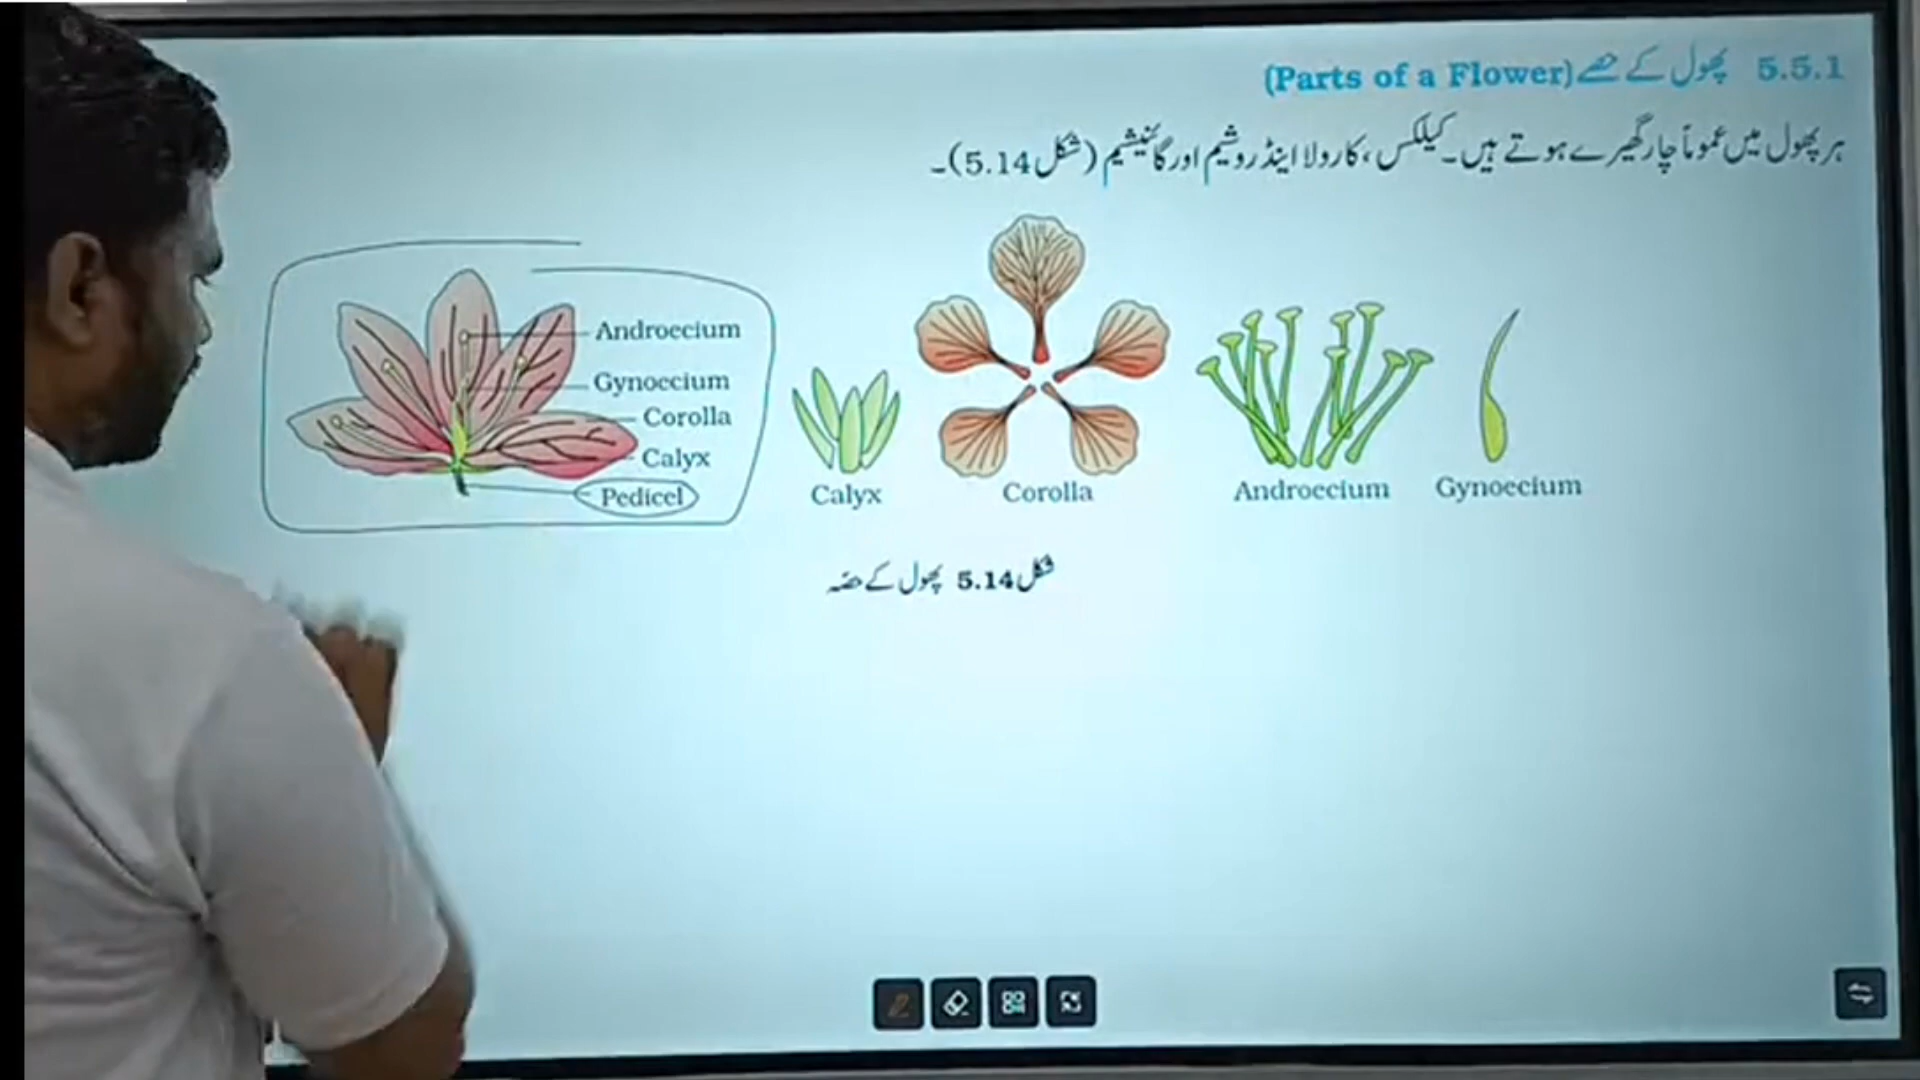 5.5.1 پھول کے حصے (Parts of a Flower)
ہر پھول میں عموماً چار گھیرے ہوتے ہیں۔ کیلکس، کارولا اینڈروشیم اور گائنیشیم (شکل 5.14)۔
Androecium
Gynoecium
Corolla
Calyx
Pedicel
Calyx
Corolla
Androecium
Gynoecium
شکل 5.14 پھول کے حصّہ